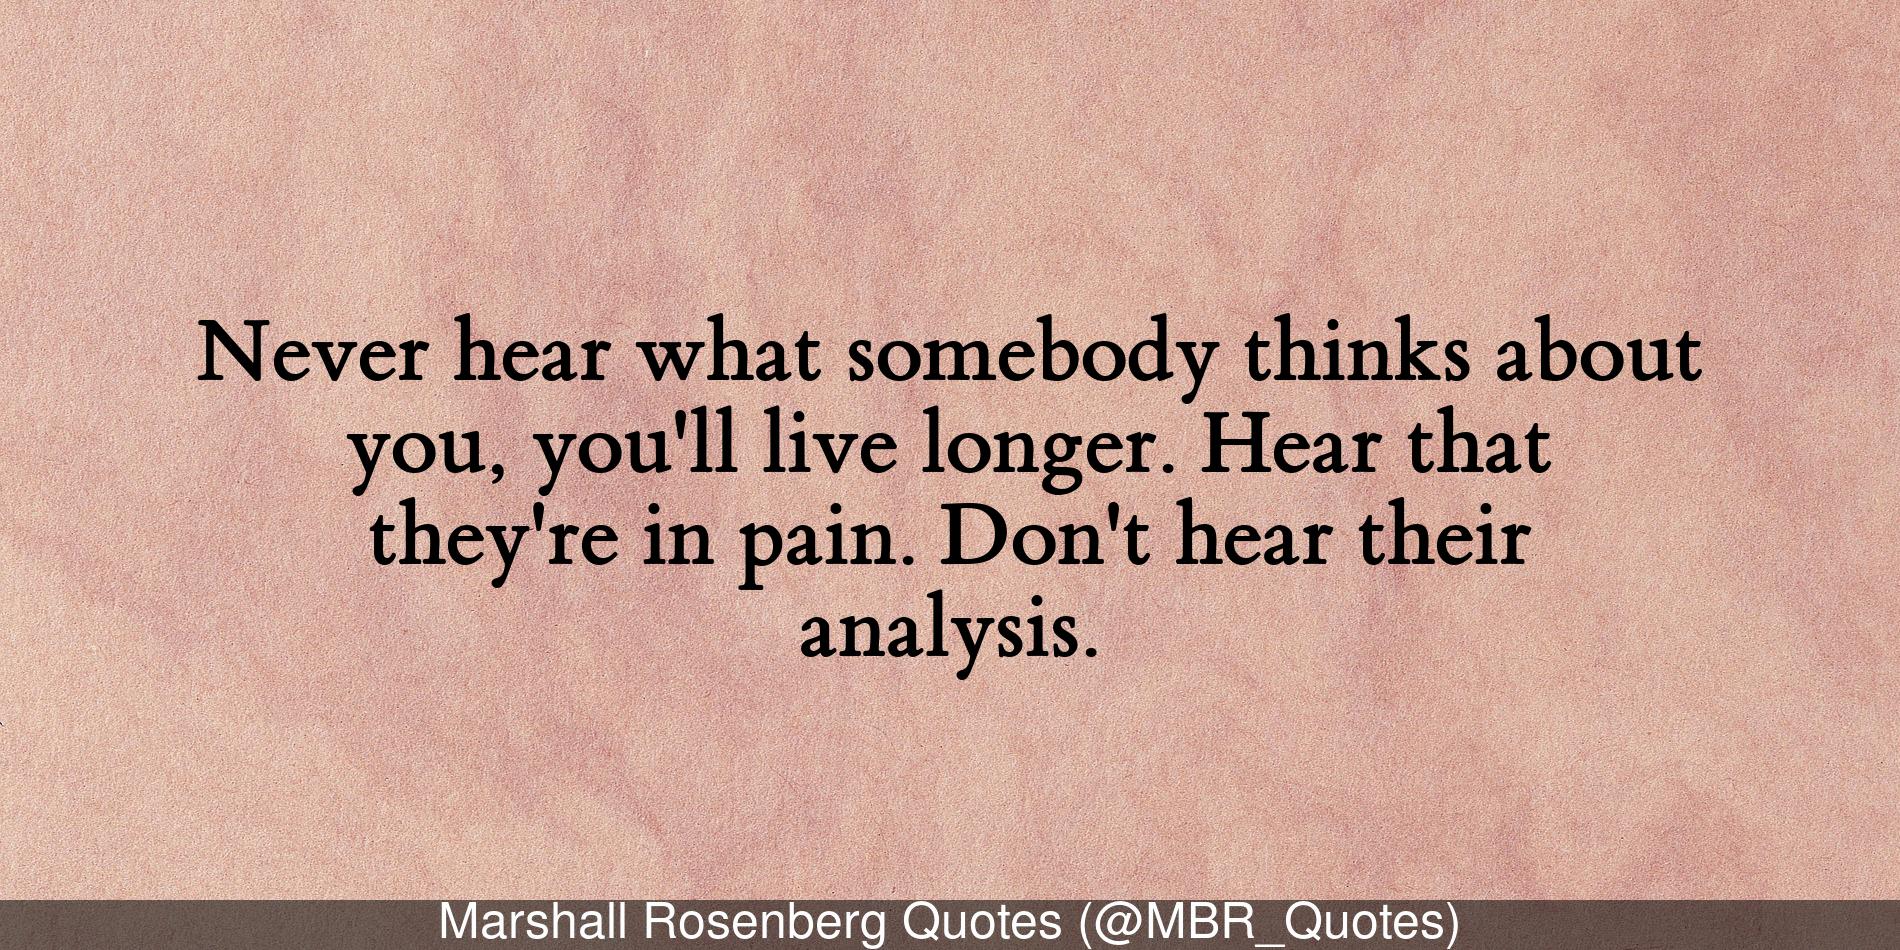 Never hear what somebody thinks about
you, you'll live longer. Hear that
they're in pain. Don't hear their
analysis.
Marshall Rosenberg Quotes (@MBR_Quotes)